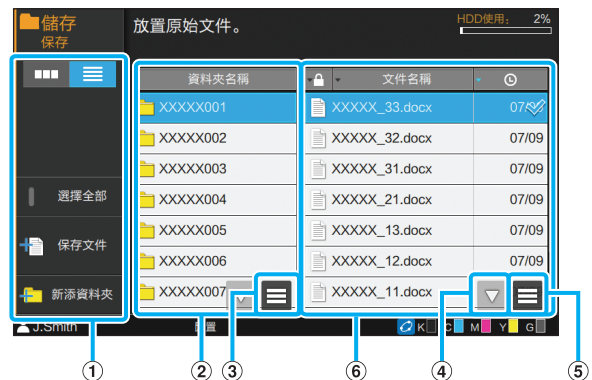 儲存
保存
放置原始文件。
HDD使用： 2%
資料夾名稱
文件名稱
XXXXX001
XXXXX_33.docx
XXXXX002
XXXXX_32.docx 07/09
XXXXX003
XXXXX_31.docx 07/09
選擇全部
XXXXX004
XXXXX_21.docx 07/09
XXXXX005
XXXXX_13.docx 07/09
保存文件
XXXXX006
XXXXX_12.docx 07/09
新添資料夾
XXXXX007
XXXXX_11.docx
J.Smith
K C M Y G
① ② ③ ⑥ ④ ⑤